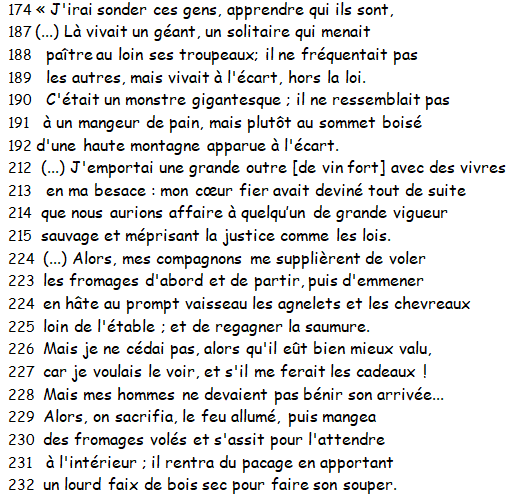 174 « J'irai sonder ces gens, apprendre qui ils sont,
187 (...) Là vivait un géant, un solitaire qui menait
188 paître au loin ses troupeaux; il ne fréquentait pas
189 les autres, mais vivait à l'écart, hors la loi.
190 C'était un monstre gigantesque ; il ne ressemblait pas
191 à un mangeur de pain, mais plutôt au sommet boisé
192 d'une haute montagne apparue à l'écart.
212 (...) J'emportai une grande outre [de vin fort] avec des vivres
213 en ma besace : mon cœur fier avait deviné tout de suite
214 que nous aurions affaire à quelqu'un de grande vigueur
215 sauvage et méprisant la justice comme les lois.
224 (...) Alors, mes compagnons me supplièrent de voler
223 les fromages d'abord et de partir, puis d'emmener
224 en hâte au prompt vaisseau les agnelets et les chevreaux
225 loin de l'étable ; et de regagner la saumure.
226 Mais je ne cédai pas, alors qu'il eût bien mieux valu,
227 car je voulais le voir, et s'il me ferait les cadeaux !
228 Mais mes hommes ne devaient pas bénir son arrivée...
229 Alors, on sacrifia, le feu allumé, puis mangea
230 des fromages volés et s'assit pour l'attendre
231 à l'intérieur ; il rentra du pacage en apportant
232 un lourd faix de bois sec pour faire son souper.